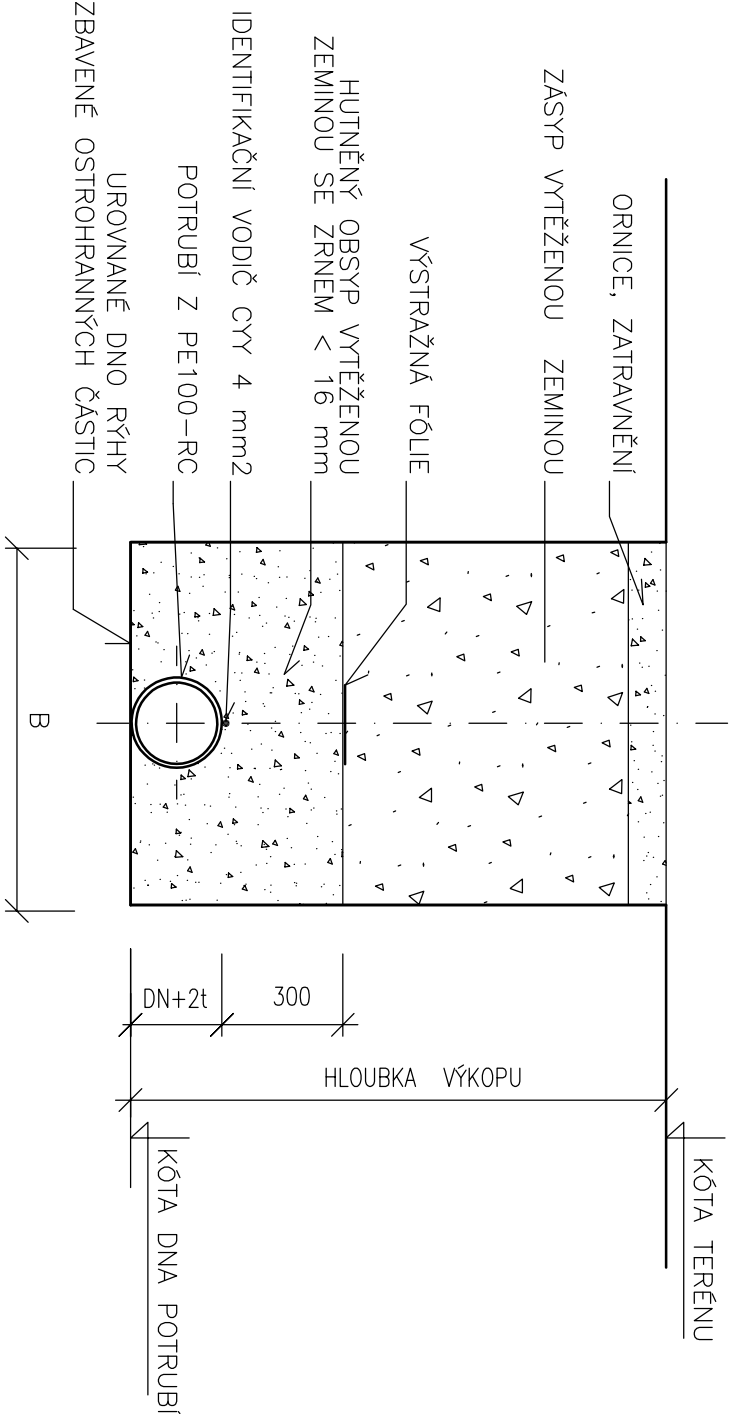 ORNICE, ZATRAVNĚNÍ
ZÁSYP VYTĚŽENOU ZEMINOU
VÝSTRAŽNÁ FÓLIE
HUTNĚNÝ OBSYP VYTĚŽENOU
ZEMINOU SE ZRNEM < 16 mm
IDENTIFIKAČNÍ VODIČ CYY 4 mm2
POTRUBÍ Z PE100-RC
UROVNANÉ DNO RÝHY
ZBAVENÉ OSTROHRANNÝCH ČÁSTIC
B
DN+2t
300
HLOUBKA VÝKOPU
KÓTA TERÉNU
KÓTA DNA POTRUBÍ